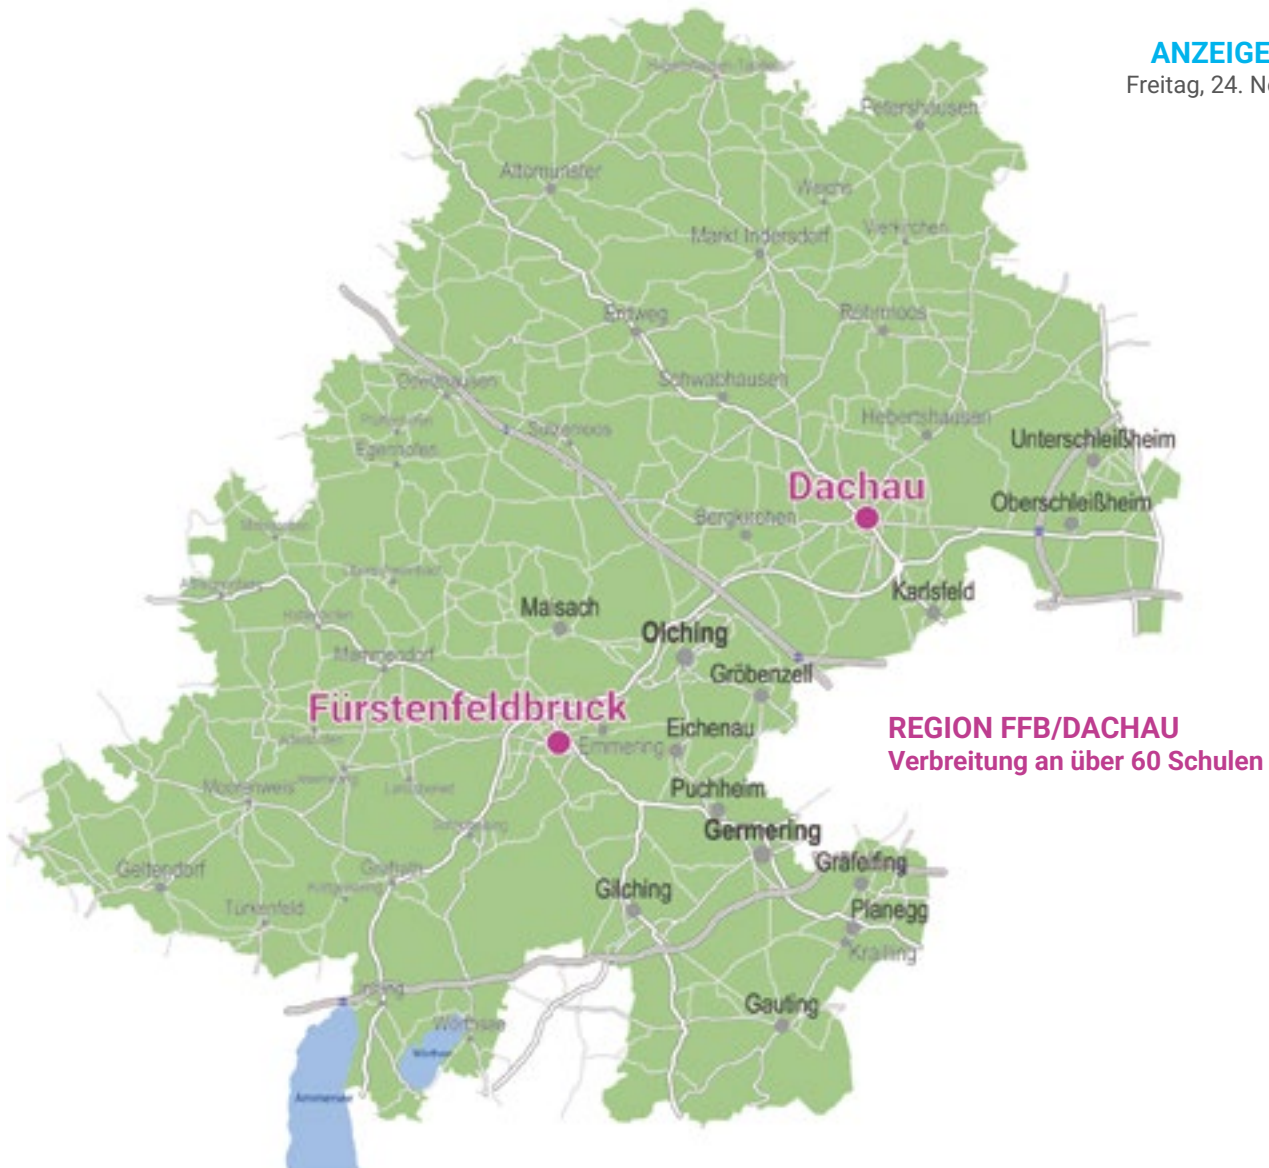 ANZEIGE
Freitag, 24. N
Petershausen
Altomünster
Weichs
Markt Indersdorf
Vierkirchen
Erdweg
Röhrmoos
Schwabhausen
Odelzhausen
Hebertshausen
Sulzemoos
Egenhofen
Unterschleißheim
Dachau
Oberschleißheim
Bergkirchen
Karlsfeld
Maisach
Olching
Mammendorf
Gröbenzell
Fürstenfeldbruck
REGION FFB/DACHAU
Eichenau
Emmering
Verbreitung an über 60 Schulen
Moorenweis
Puchheim
Germering
Geltendorf
Grafrath
Gräfelfing
Gilching
Türkenfeld
Planegg
Krailling
Gauting
Wörthsee
Ammersee